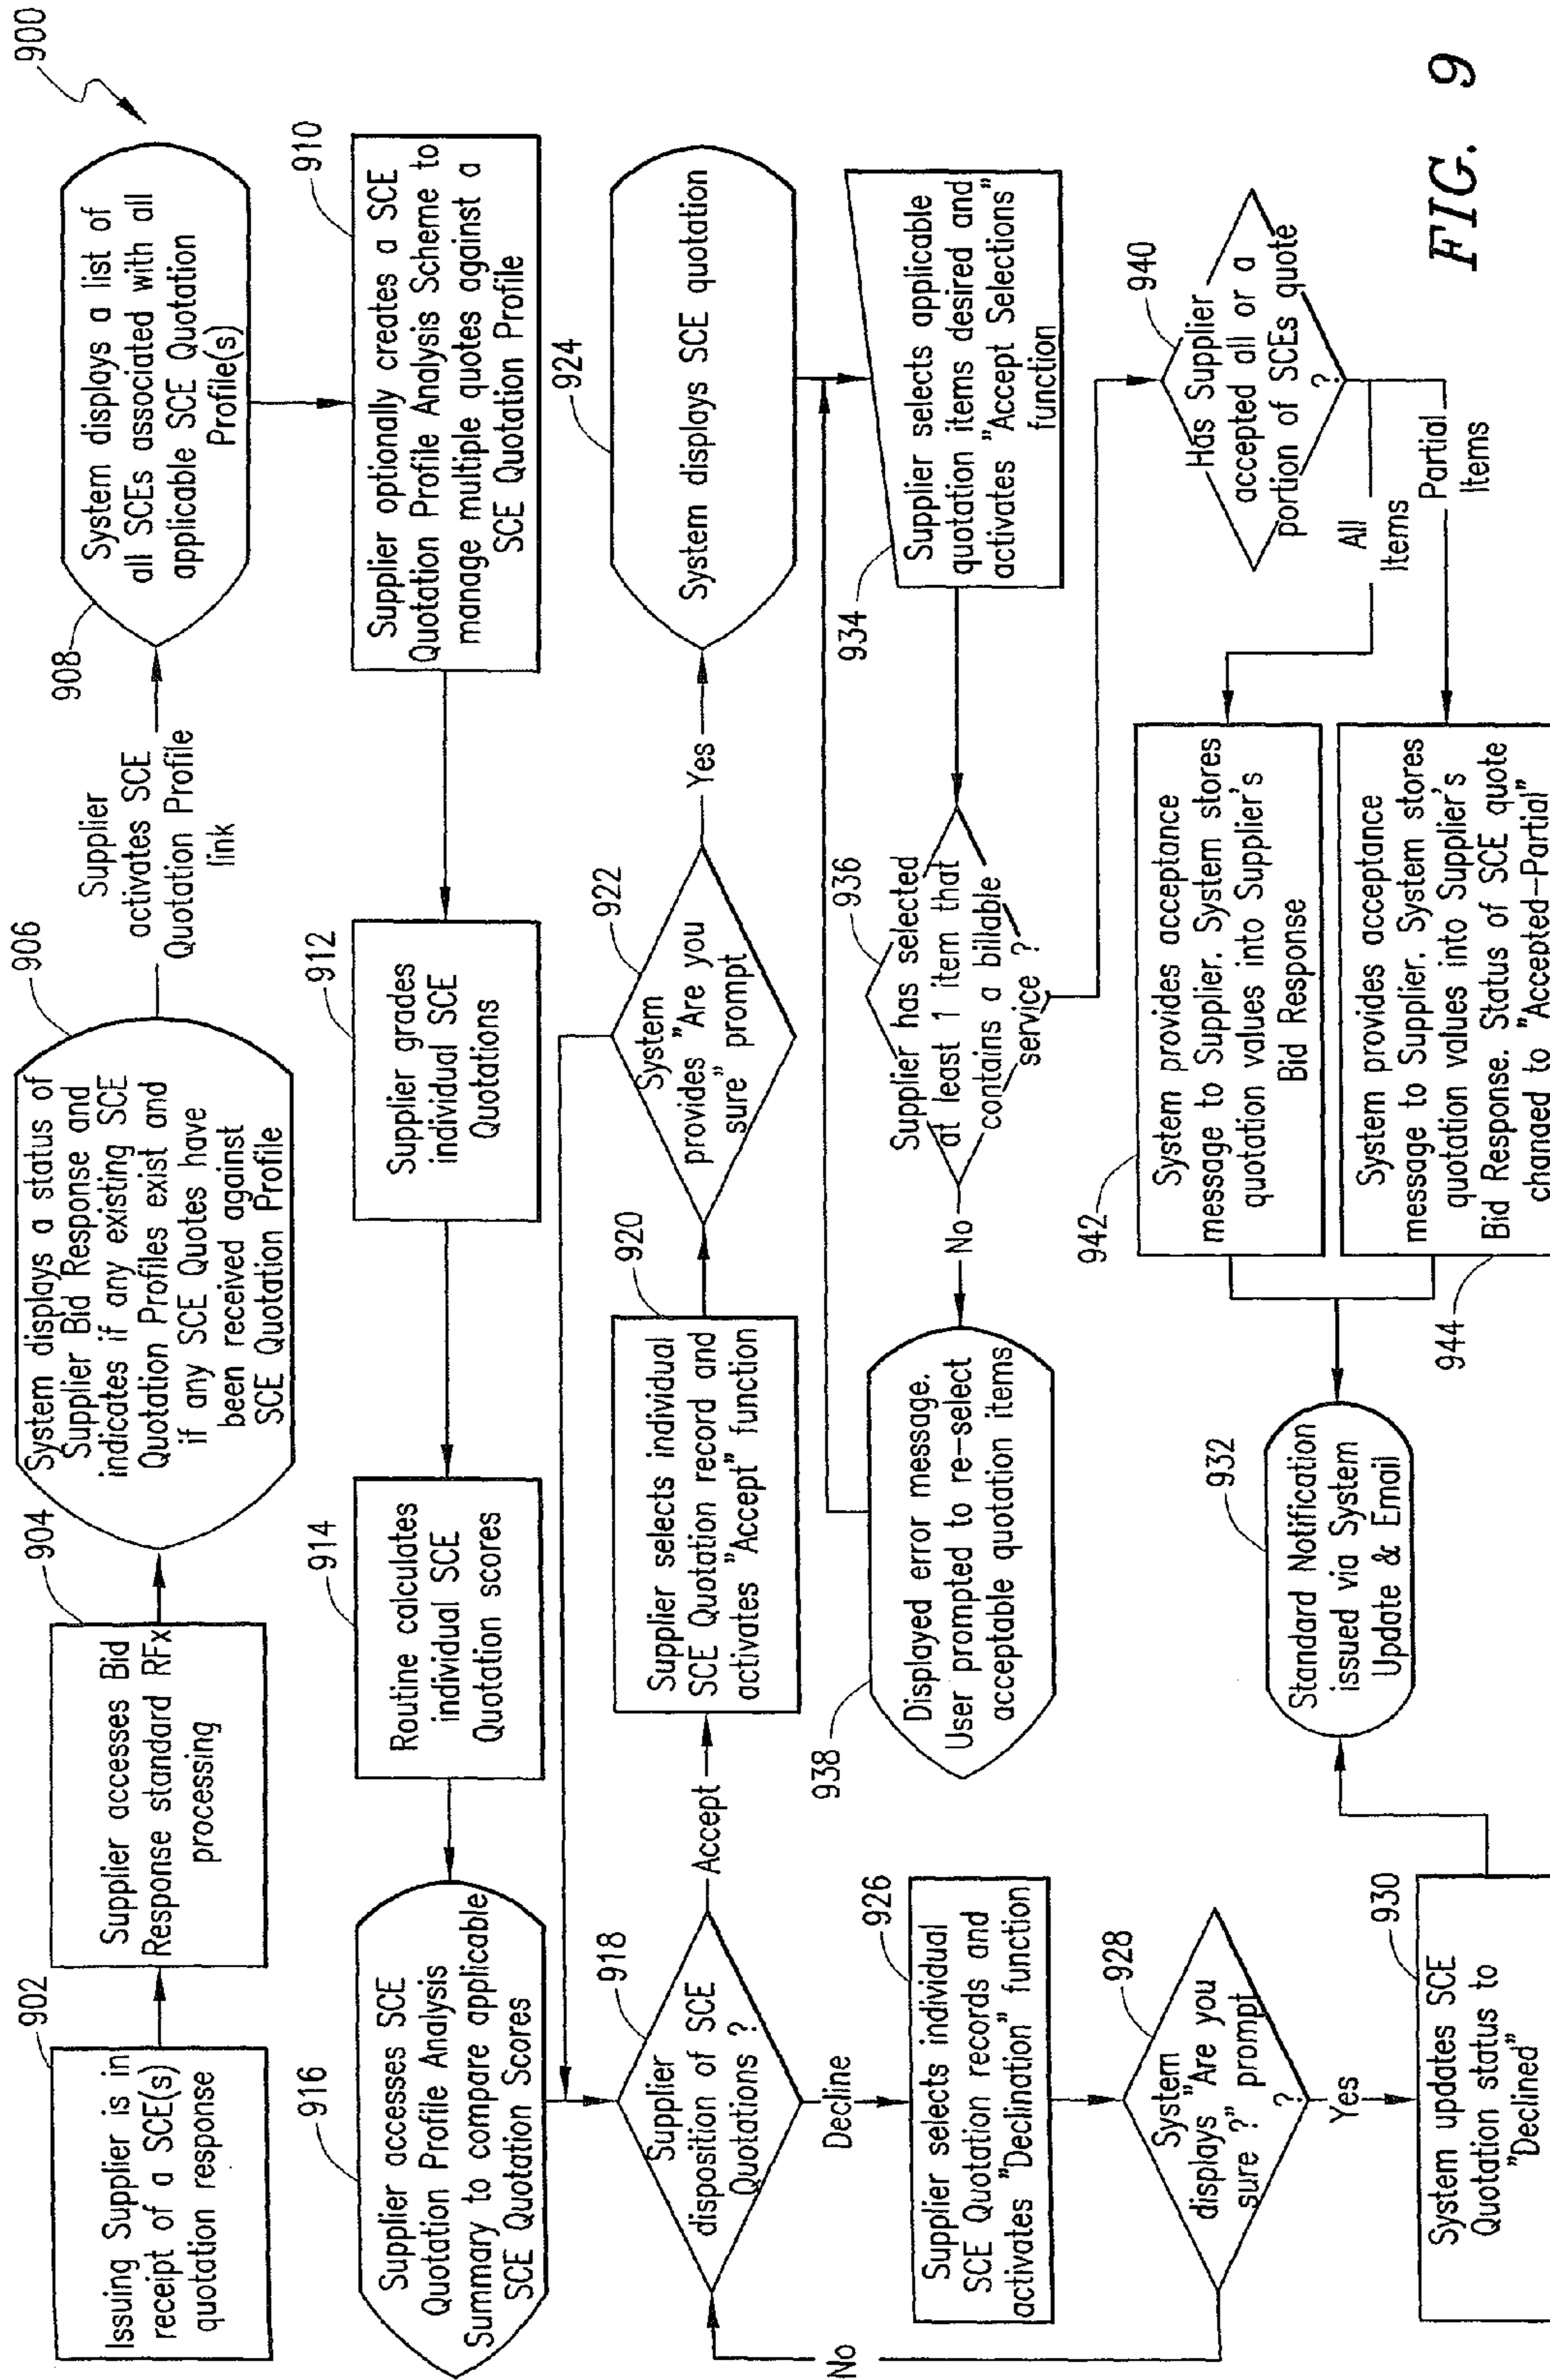 900
902
Issuing Supplier is in
receipt of a SCE(s)
quotation response
904
Supplier accesses Bid
Response standard RFx
processing
906
System displays a status of
Supplier Bid Response and
indicates if any existing SCE
Quotation Profiles exist and
if any SCE Quotes have
been received against
SCE Quotation Profile
Supplier
activates SCE
Quotation Profile
link
908
System displays a list of
all SCEs associated with all
applicable SCE Quotation
Profile(s)
910
Supplier optionally creates a SCE
Quotation Profile Analysis Scheme to
manage multiple quotes against a
SCE Quotation Profile
912
Supplier grades
individual SCE
Quotations
914
Routine calculates
individual SCE
Quotation scores
916
Supplier accesses SCE
Quotation Profile Analysis
Summary to compare applicable
SCE Quotation Scores
918
Supplier
disposition of SCE
Quotations ?
Accept
920
Supplier selects individual
SCE Quotation record and
activates "Accept" function
922
System
provides "Are you
sure" prompt
Yes
924
System displays SCE quotation
Decline
926
Supplier selects individual
SCE Quotation records and
activates "Declination" function
928
System
displays "Are you
sure ?" prompt
?
No
Yes
930
System updates SCE
Quotation status to
"Declined"
932
Standard Notification
issued via System
Update & Email
934
Supplier selects applicable
quotation items desired and
activates "Accept Selections"
function
936
Supplier has selected
at least 1 item that
contains a billable
service ?
No
938
Displayed error message.
User prompted to re-select
acceptable quotation items
940
Has Supplier
accepted all or a
portion of SCEs quote
?
All
Items
Partial
Items
942
System provides acceptance
message to Supplier. System stores
quotation values into Supplier's
Bid Response
944
System provides acceptance
message to Supplier. System stores
quotation values into Supplier's
Bid Response. Status of SCE quote
changed to "Accepted-Partial"
FIG. 9